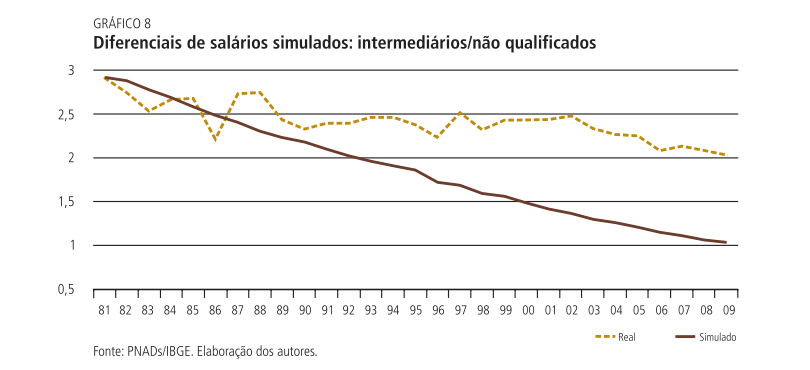 GRÁFICO 8
Diferenciais de salários simulados: intermediários/não qualificados
3
2,5
2
1,5
1
0,5
81 82 83 84 85 86 87 88 89 90 91 92 93 94 95 96 97 98 99 00 01 02 03 04 05 06 07 08 09
Real Simulado
Fonte: PNADs/IBGE. Elaboração dos autores.